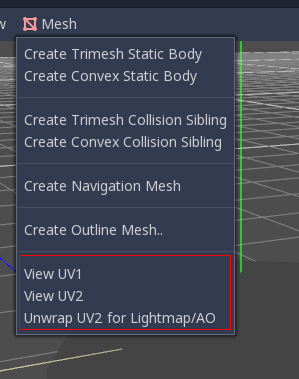 Mesh
Create Trimesh Static Body
Create Convex Static Body
Create Trimesh Collision Sibling
Create Convex Collision Sibling
Create Navigation Mesh
Create Outline Mesh..
View UV1
View UV2
Unwrap UV2 for Lightmap/AO